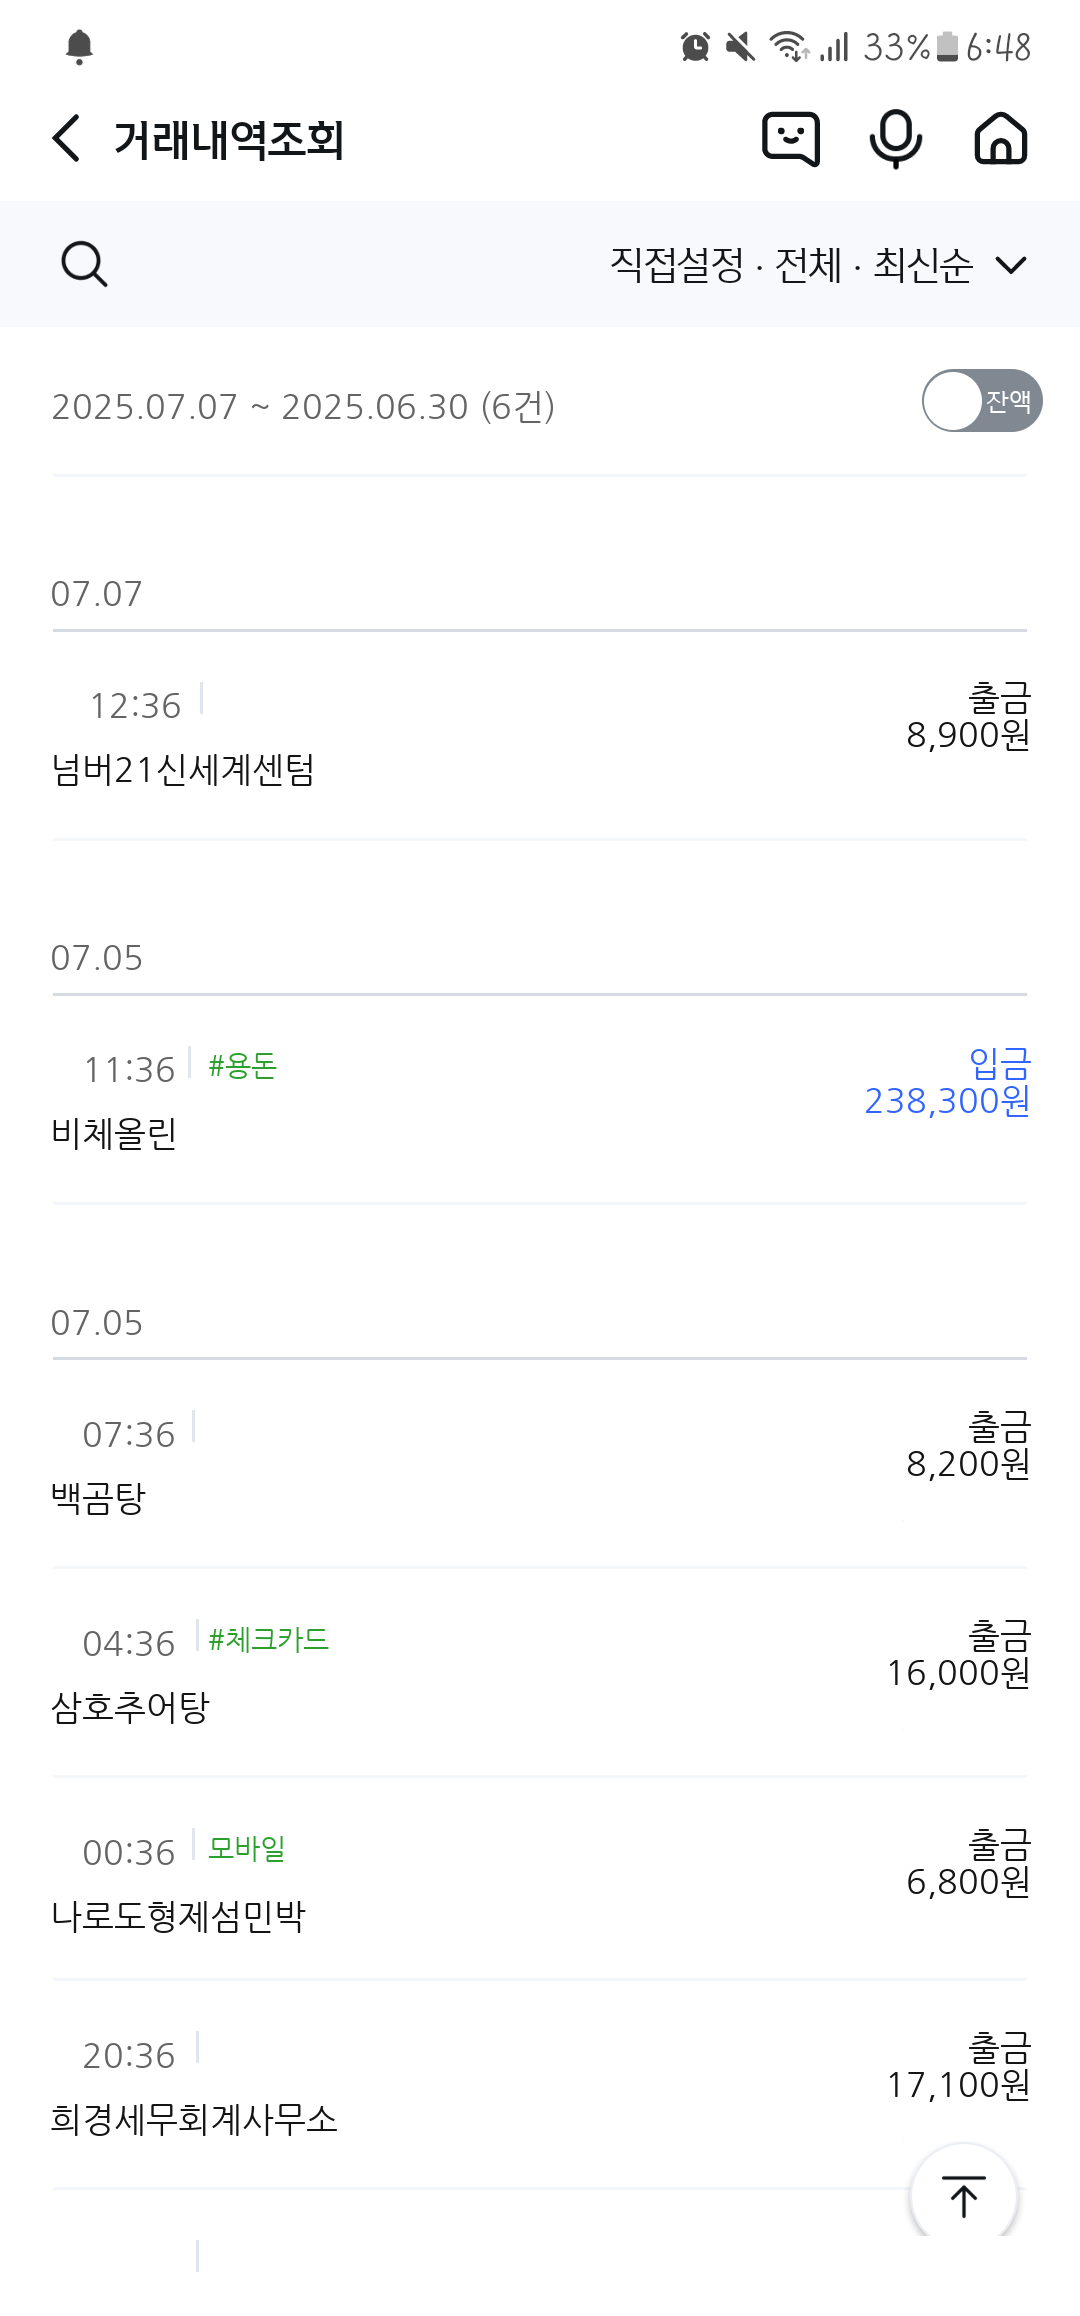 33% 6:48
거래내역조회
직접설정 · 전체 · 최신순
2025.07.07 ~ 2025.06.30 (6건)
잔액
07.07
12:36
출금
8,900원
넘버21신세계센텀
07.05
11:36 #용돈
입금
238,300원
비체올린
07.05
07:36
출금
8,200원
백곰탕
04:36 #체크카드
출금
16,000원
삼호추어탕
00:36 모바일
출금
6,800원
나로도형제섬민박
20:36
출금
17,100원
희경세무회계사무소